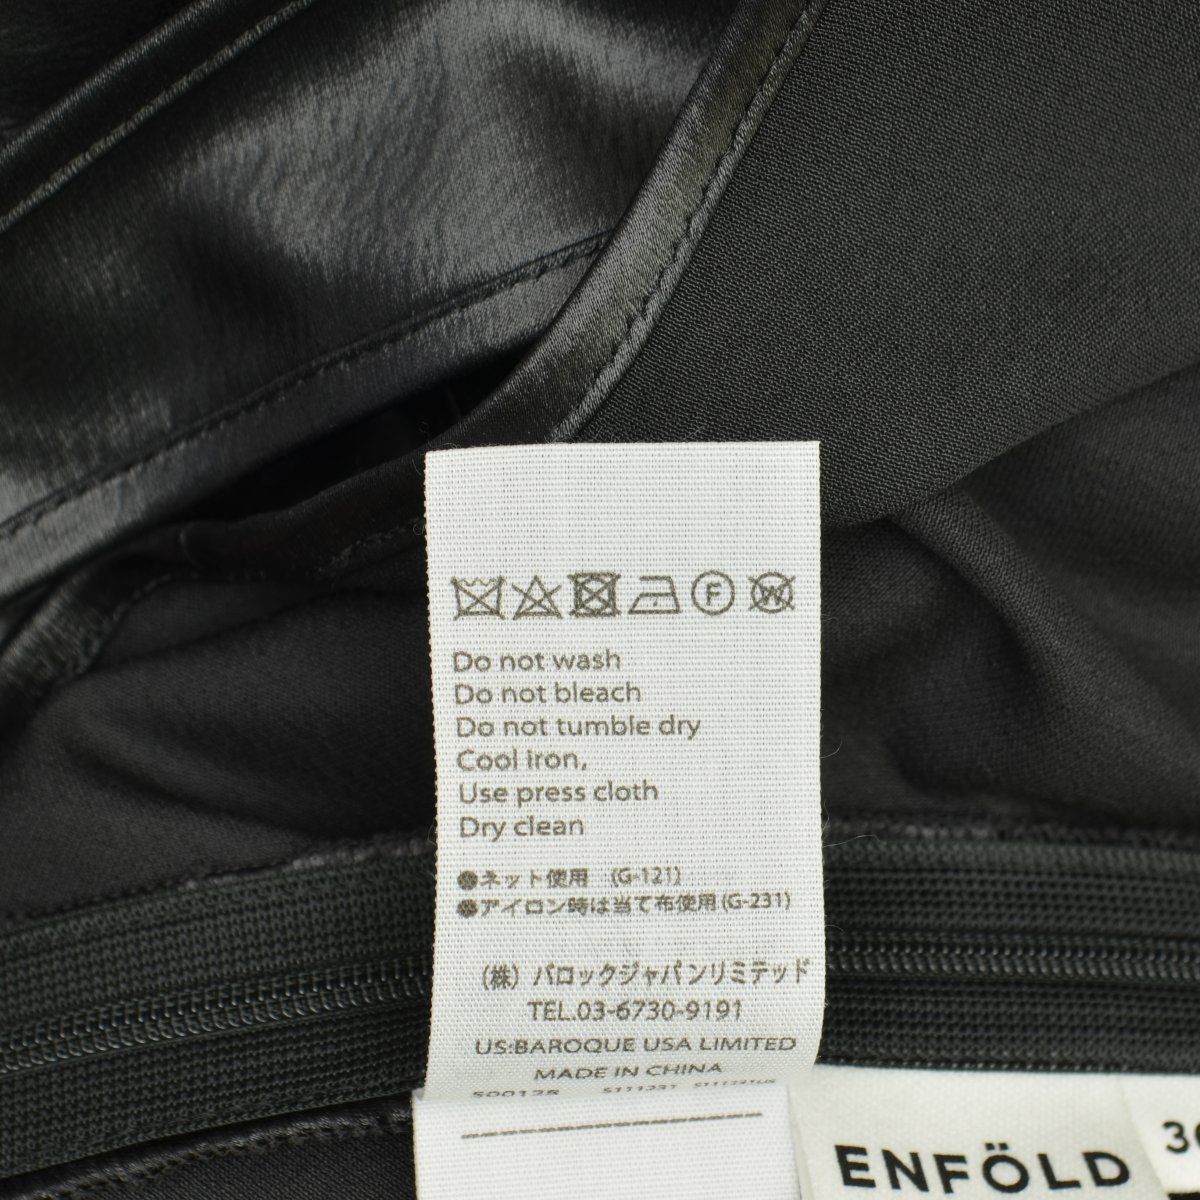 F W
Do not wash
Do not bleach
Do not tumble dry
Cool iron,
Use press cloth
Dry clean
●ネット使用 (G-121)
●アイロン時は当て布使用(G-231)
(株) バロックジャパンリミテッド
TEL.03-6730-9191
US:BAROQUE USA LIMITED
MADE IN CHINA
ENFÖLD